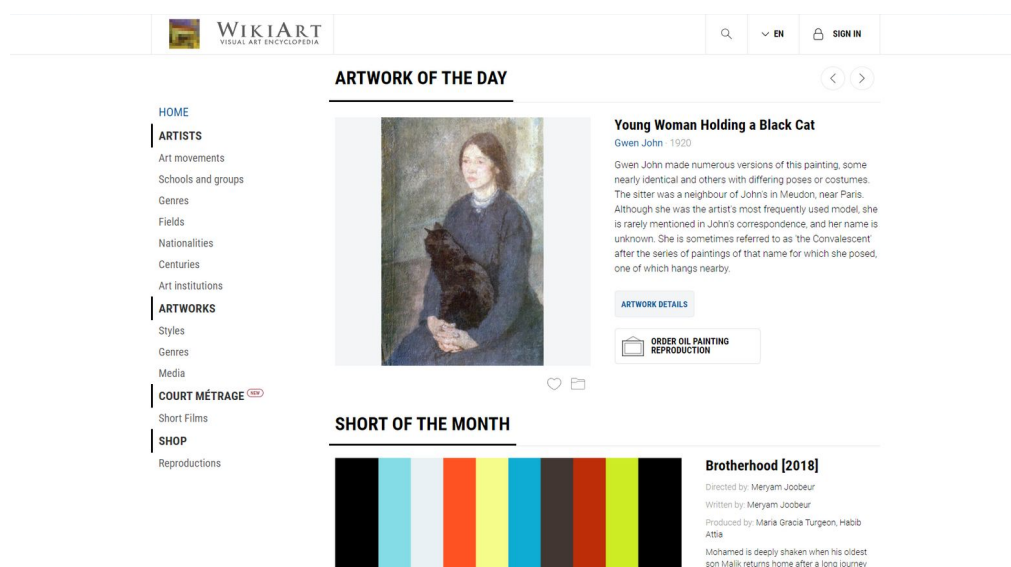 WIKIART
VISUAL ART ENCYCLOPEDIA
EN
SIGN IN
HOME
ARTISTS
Art movements
Schools and groups
Genres
Fields
Nationalities
Centuries
Art institutions
ARTWORKS
Styles
Genres
Media
COURT MÉTRAGE NEW
Short Films
SHOP
Reproductions
ARTWORK OF THE DAY
Young Woman Holding a Black Cat
Gwen John · 1920
Gwen John made numerous versions of this painting, some
nearly identical and others with differing poses or costumes.
The sitter was a neighbour of John's in Meudon, near Paris.
Although she was the artist's most frequently used model, she
is rarely mentioned in John's correspondence, and her name is
unknown. She is sometimes referred to as 'the Convalescent'
after the series of paintings of that name for which she posed,
one of which hangs nearby.
ARTWORK DETAILS
ORDER OIL PAINTING
REPRODUCTION
SHORT OF THE MONTH
Brotherhood [2018]
Directed by: Meryam Joobeur
Written by: Meryam Joobeur
Produced by: Maria Gracia Turgeon, Habib
Attia
Mohamed is deeply shaken when his oldest
son Malik returns home after a long journey